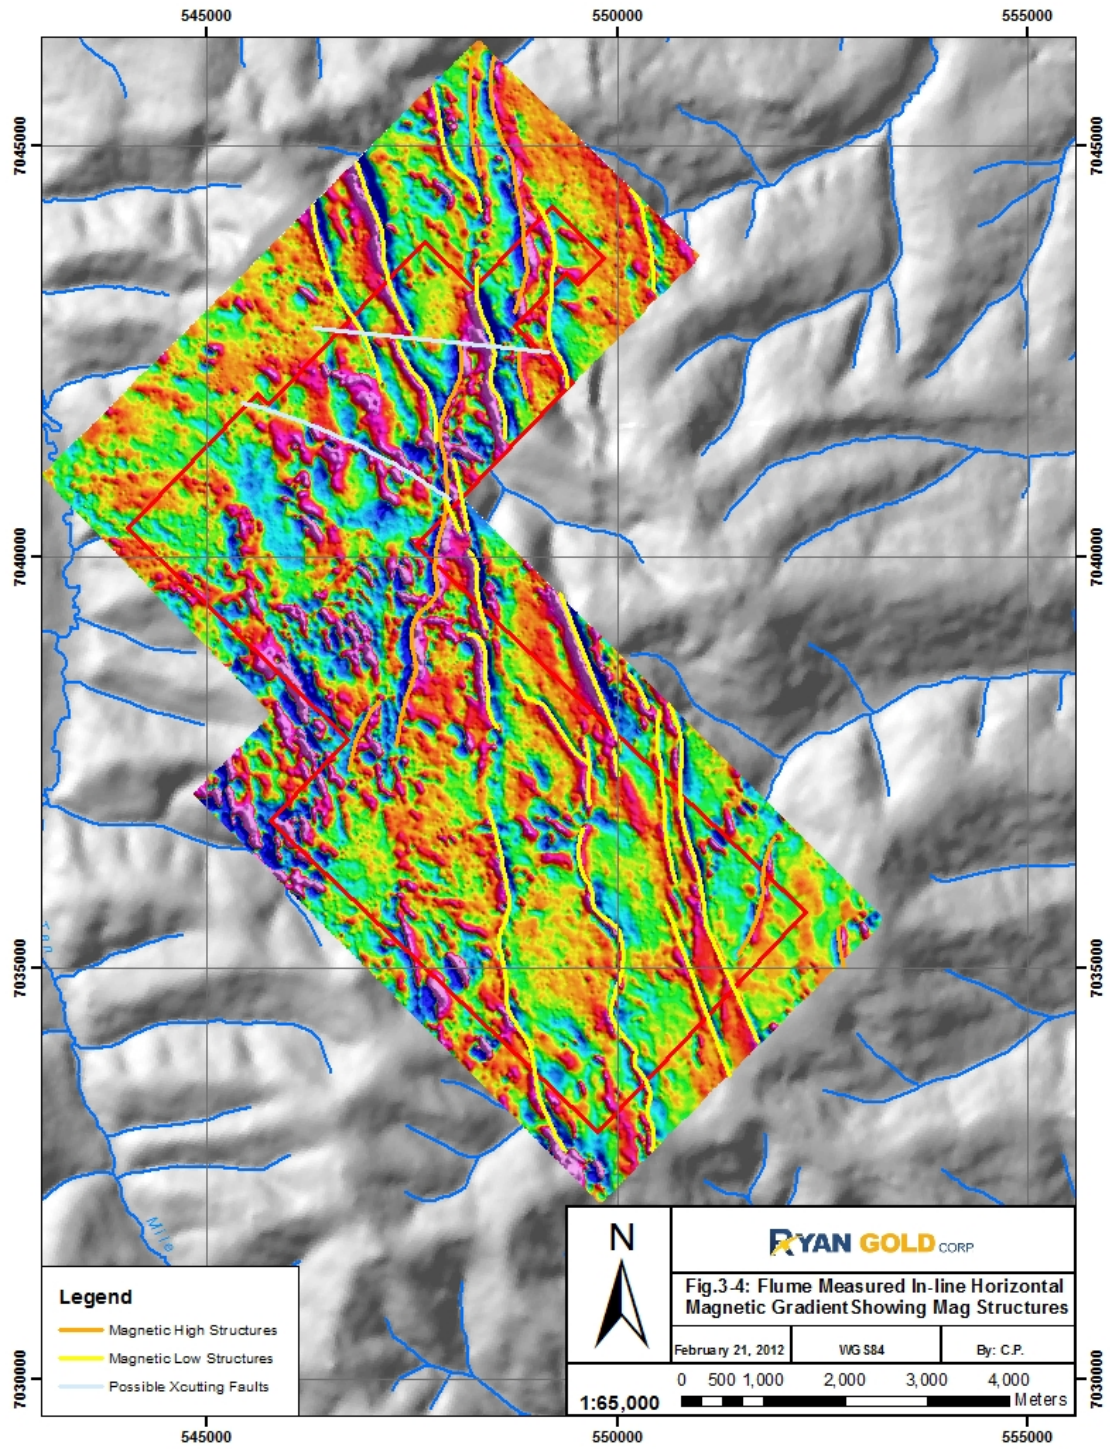 545000 550000 555000
7045000 7045000
7040000 7040000
7035000 7035000
7030000
Ten
Mile
Legend
Magnetic High Structures
Magnetic Low Structures
Possible Xcutting Faults
N
RYAN GOLD CORP
Fig.3-4: Flume Measured In-line Horizontal
Magnetic Gradient Showing Mag Structures
February 21, 2012 WGS84 By: C.P.
1:65,000
0 500 1,000 2,000 3,000 4,000
Meters
7030000
545000 550000 555000